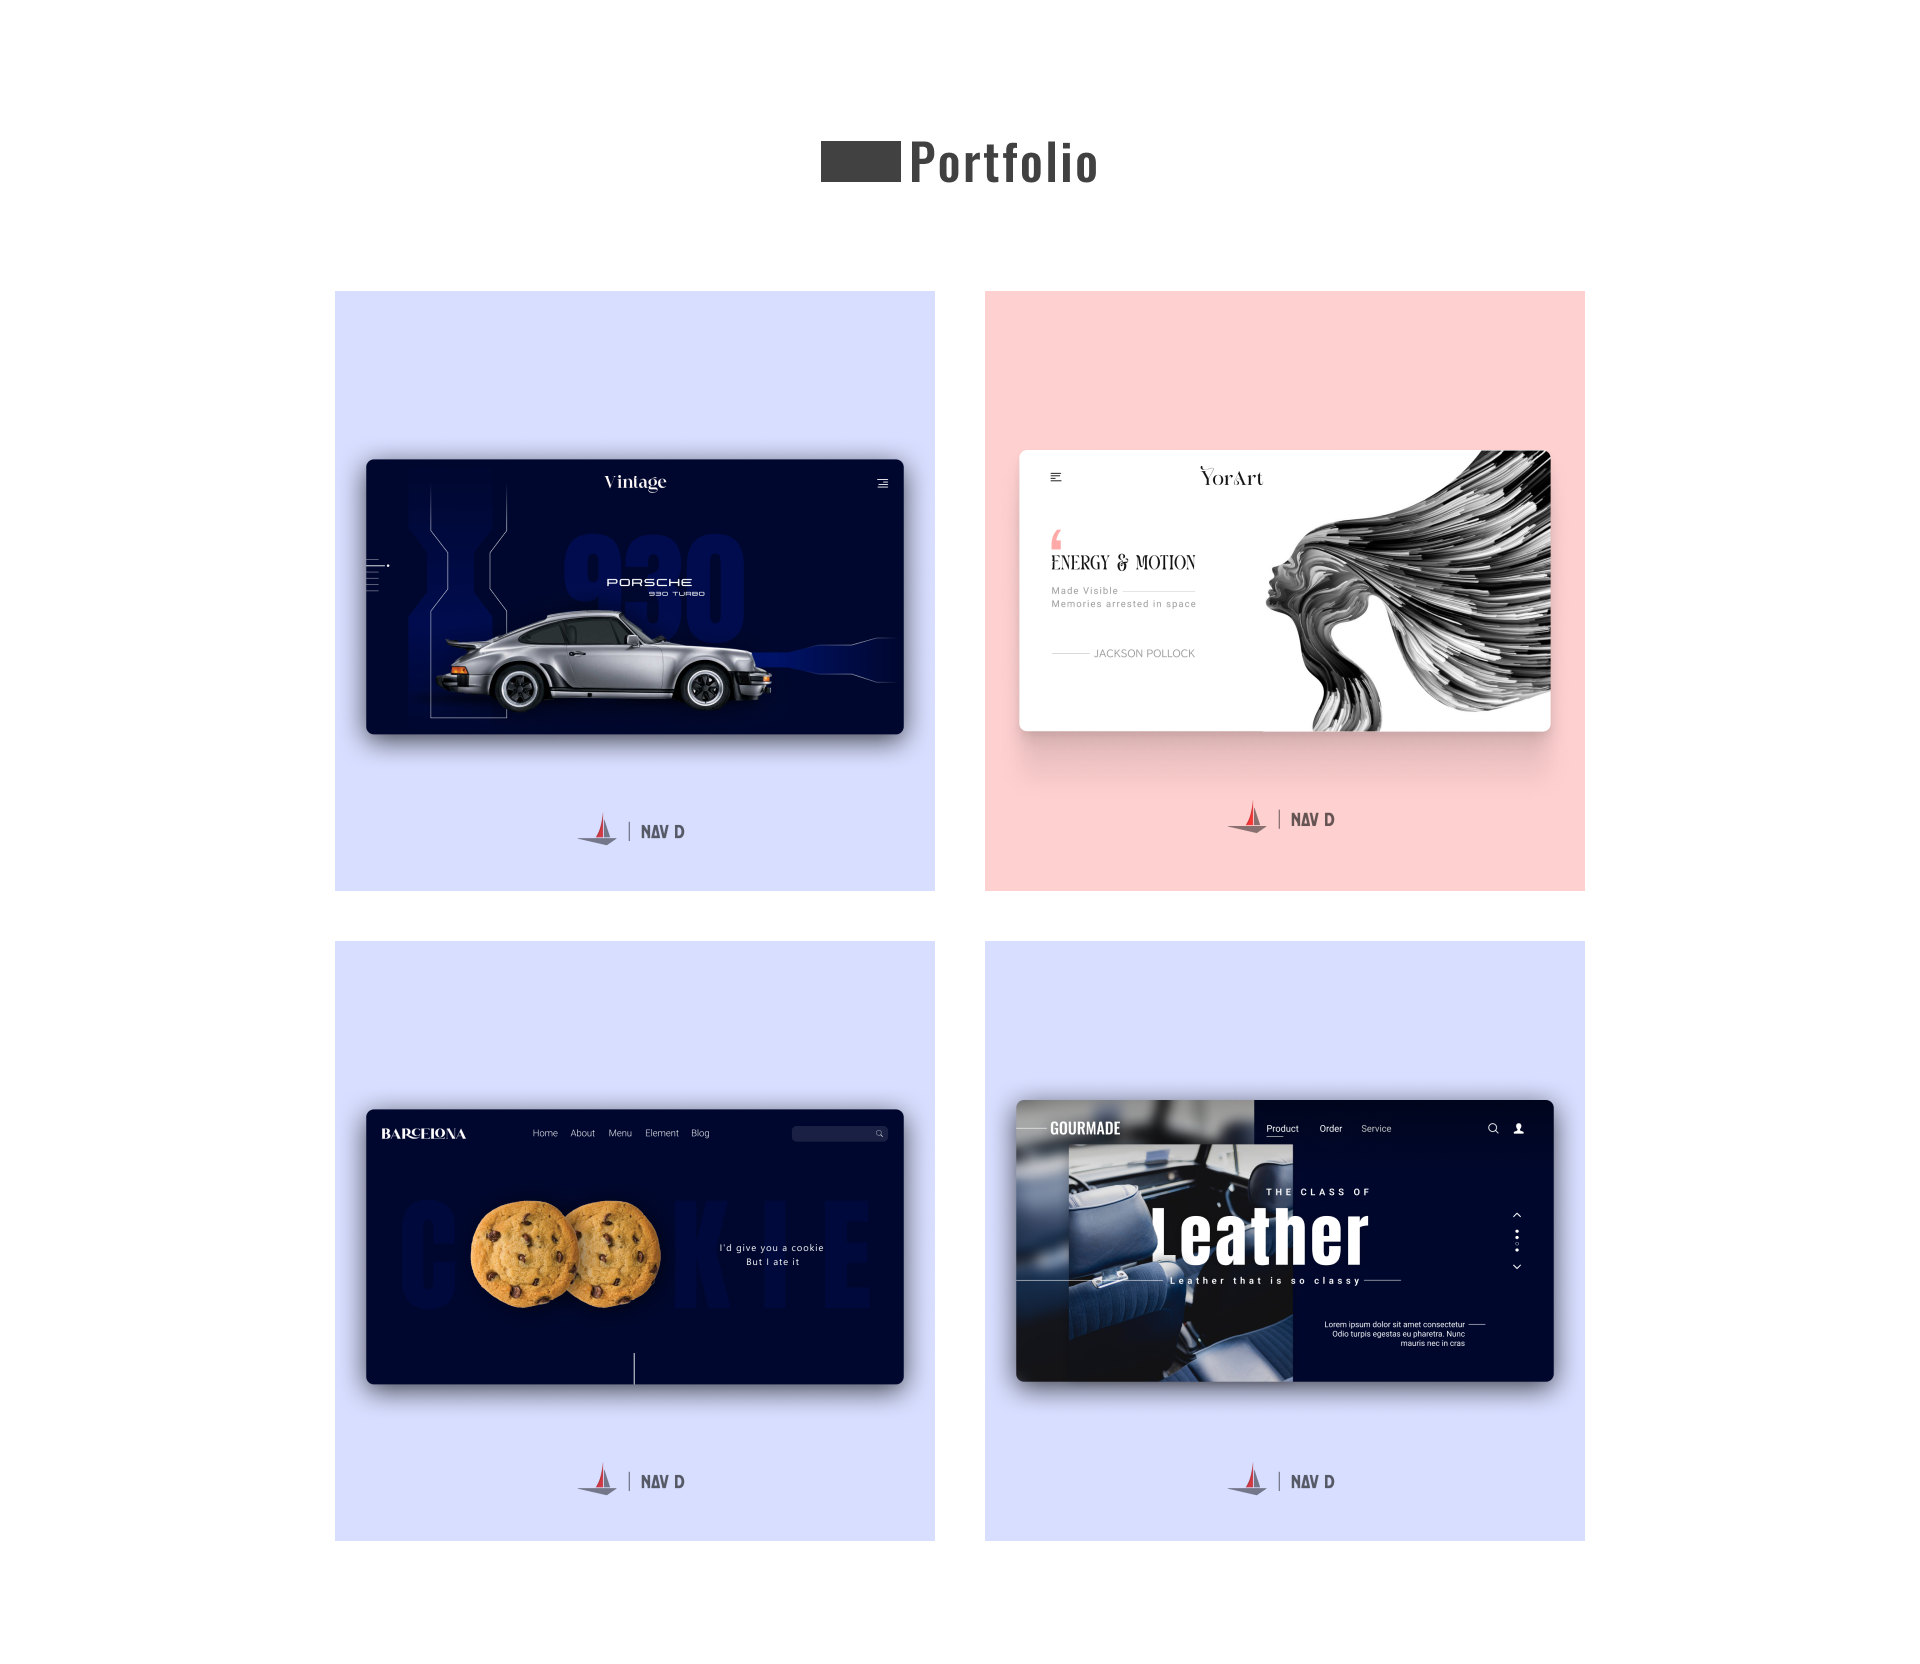 Portfolio
Vintage
930
PORSCHE
930 TURBO
NAV D
YorArt
ENERGY & MOTION
Made Visible
Memories arrested in space
JACKSON POLLOCK
NAV D
BARCELONA
Home About Menu Element Blog
C KIE
I'd give you a cookie
But I ate it
NAV D
GOURMADE
Product Order Service
THE CLASS OF
Leather
Leather that is so classy
Lorem ipsum dolor sit amet consectetur
Odio turpis egestas eu pharetra. Nunc
mauris nec in cras
NAV D